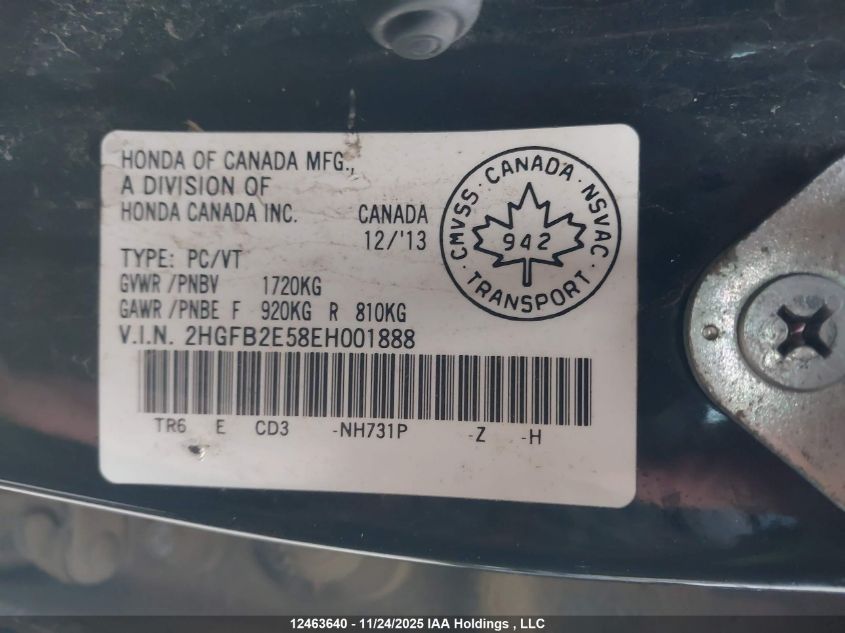 HONDA OF CANADA MFG.,
A DIVISION OF
HONDA CANADA INC. CANADA
12/'13
CMVSS · CANADA · NSVAC · TRANSPORT ·
942
TYPE: PC/VT
GVWR /PNBV 1720KG
GAWR /PNBE F 920KG R 810KG
V.I.N. 2HGFB2E58EH001888
TR6 E CD3 -NH731P -Z -H
12463640 - 11/24/2025 IAA Holdings , LLC